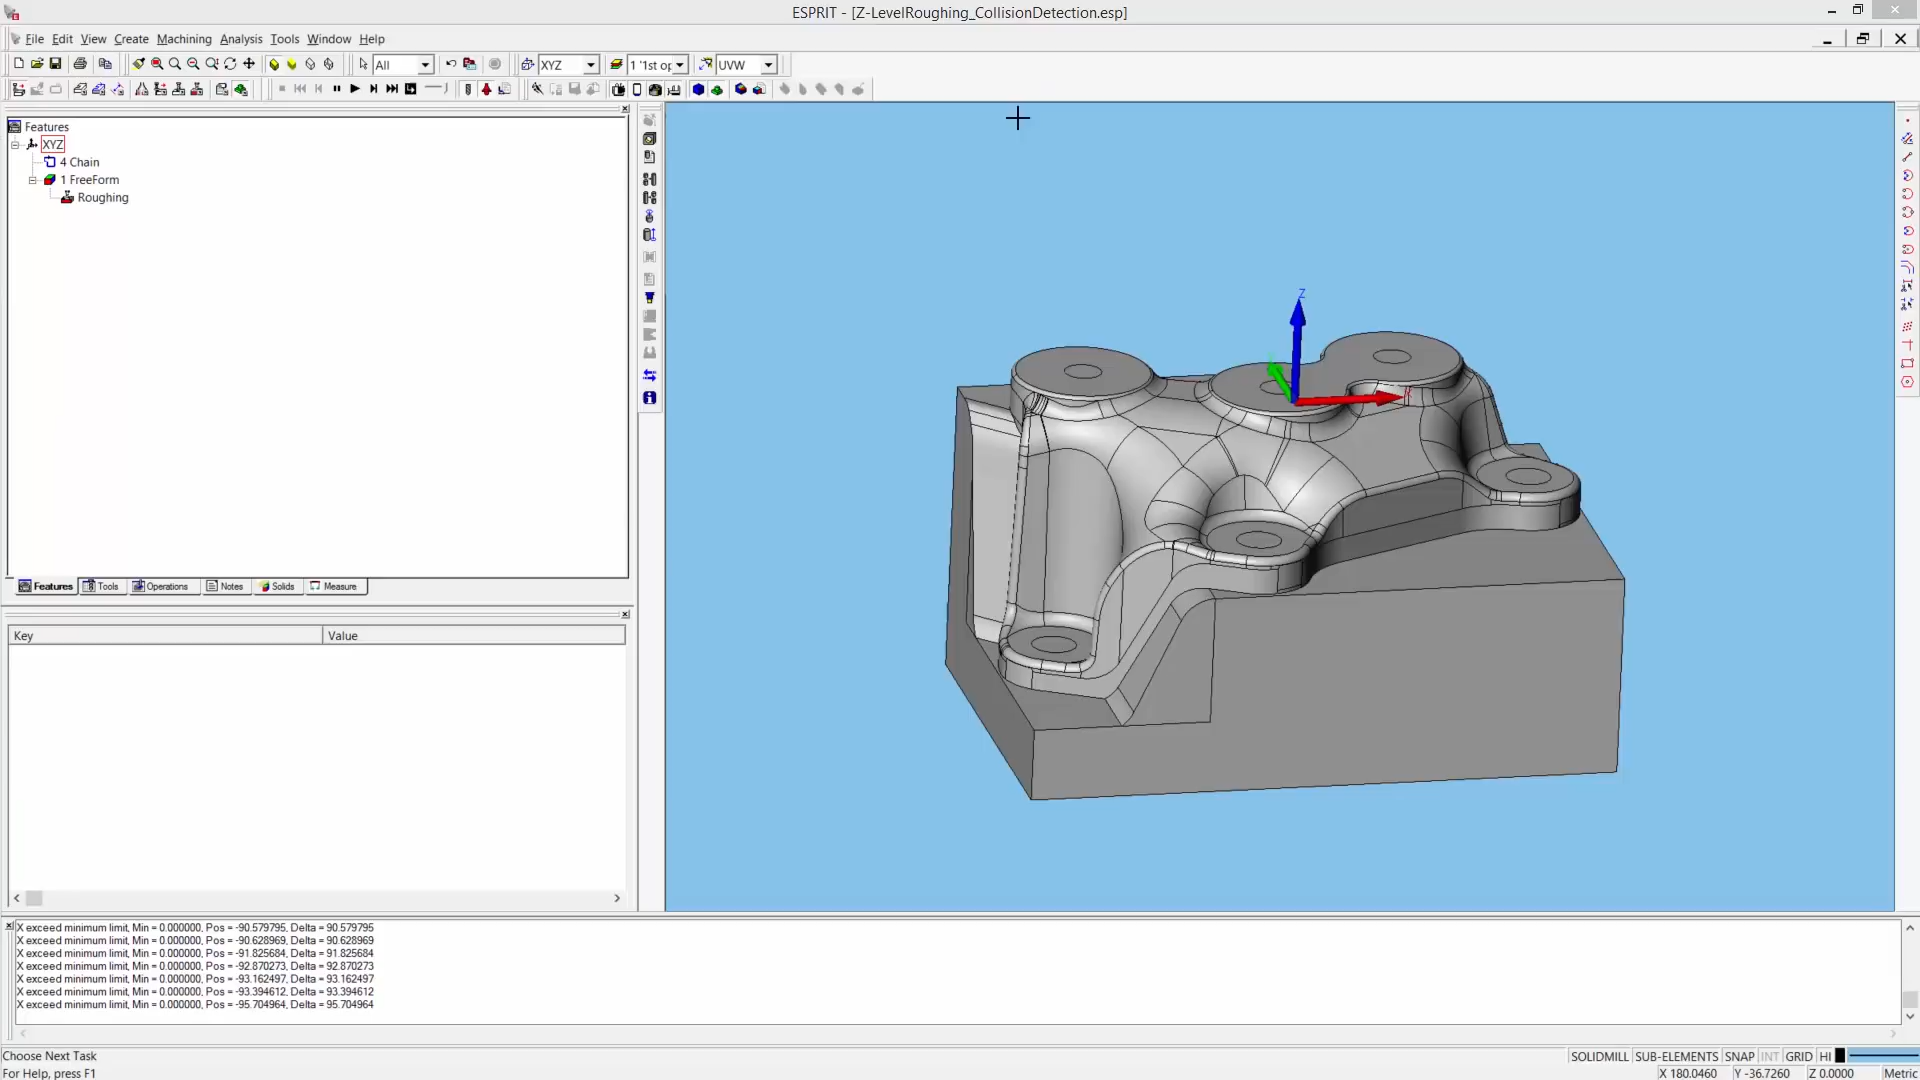 ESPRIT - [Z-LevelRoughing_CollisionDetection.esp]
File Edit View Create Machining Analysis Tools Window Help
All XYZ 1 '1st op UVW
Features
XYZ
4 Chain
1 FreeForm
Roughing
Features Tools Operations Notes Solids Measure
Key Value
Z
X exceed minimum limit, Min = 0.000000, Pos = -90.579795, Delta = 90.579795
X exceed minimum limit, Min = 0.000000, Pos = -90.628969, Delta = 90.628969
X exceed minimum limit, Min = 0.000000, Pos = -91.825684, Delta = 91.825684
X exceed minimum limit, Min = 0.000000, Pos = -92.870273, Delta = 92.870273
X exceed minimum limit, Min = 0.000000, Pos = -93.162497, Delta = 93.162497
X exceed minimum limit, Min = 0.000000, Pos = -93.394612, Delta = 93.394612
X exceed minimum limit, Min = 0.000000, Pos = -95.704964, Delta = 95.704964
Choose Next Task
SOLIDMILL SUB-ELEMENTS SNAP INT GRID HI
For Help, press F1
X 180.0460 Y -36.7260 Z 0.0000 Metric